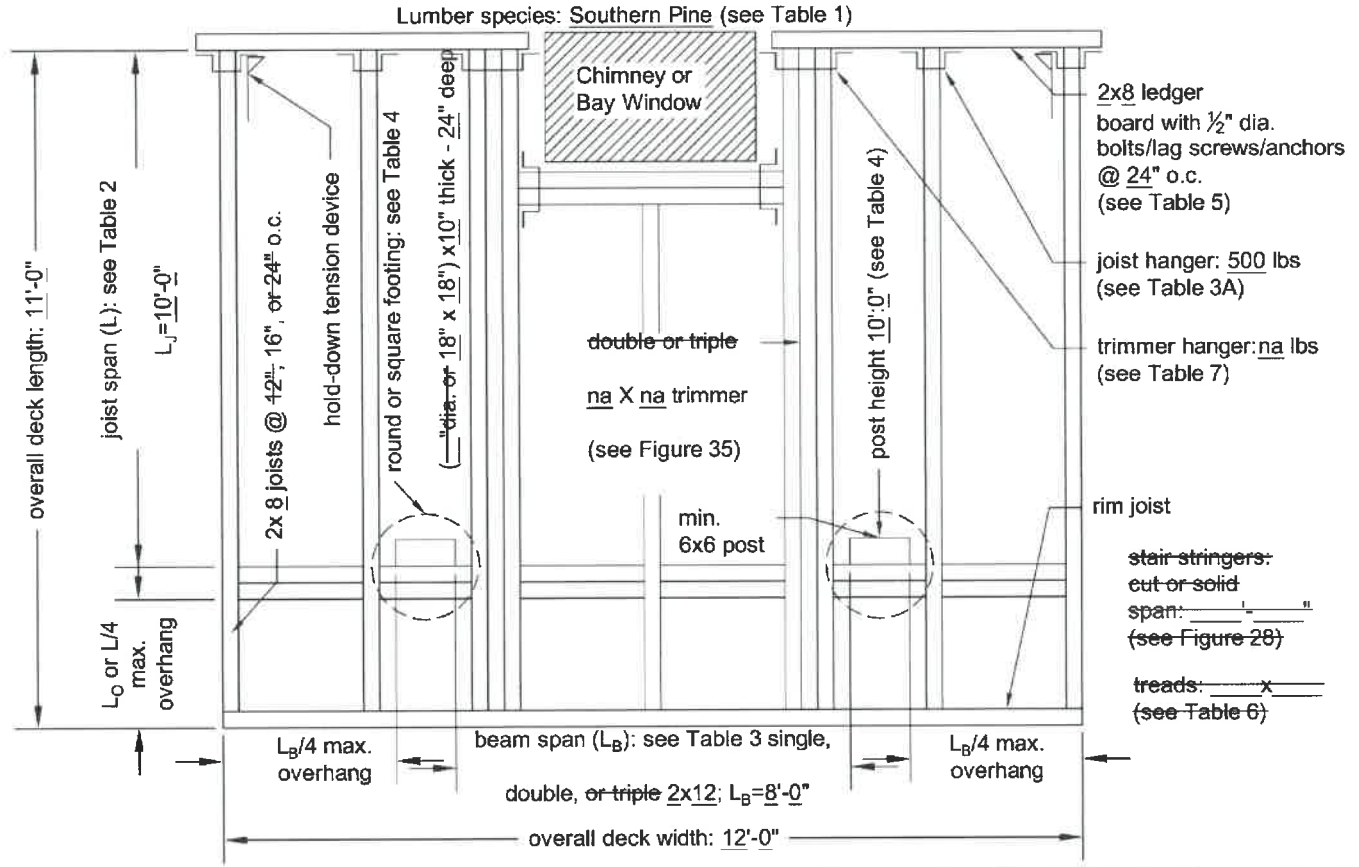 Lumber species: Southern Pine (see Table 1)
Chimney or
Bay Window
2x8 ledger
board with ½" dia.
bolts/lag screws/anchors
@ 24" o.c.
(see Table 5)
joist hanger: 500 lbs
(see Table 3A)
trimmer hanger:na lbs
(see Table 7)
rim joist
stair stringers:
cut or solid
span: ____'-____"
(see Figure 28)
treads: ____x____
(see Table 6)
overall deck length: 11'-0"
joist span (L): see Table 2
LJ=10'-0"
LO or L/4
max.
overhang
2x 8 joists @ 12", 16", or 24" o.c.
hold-down tension device
round or square footing: see Table 4
(__"dia. or 18" x 18") x10" thick - 24" deep
double or triple
na X na trimmer
(see Figure 35)
min.
6x6 post
post height 10':0" (see Table 4)
LB/4 max.
overhang
beam span (LB): see Table 3 single,
double, or triple 2x12; LB=8'-0"
LB/4 max.
overhang
overall deck width: 12'-0"